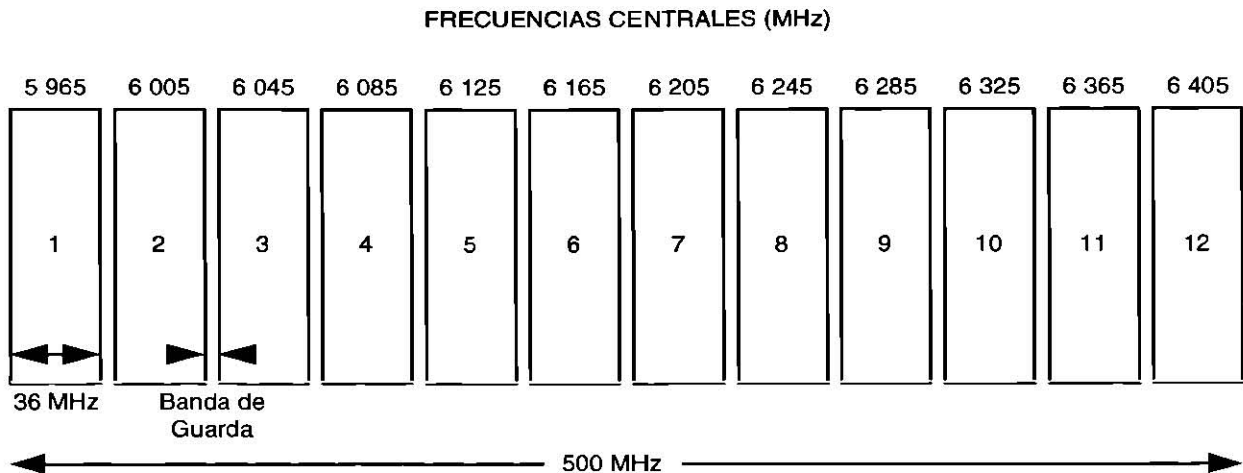 FRECUENCIAS CENTRALES (MHz)
5 965 6 005 6 045 6 085 6 125 6 165 6 205 6 245 6 285 6 325 6 365 6 405
1 2 3 4 5 6 7 8 9 10 11 12
36 MHz Banda de
Guarda
500 MHz